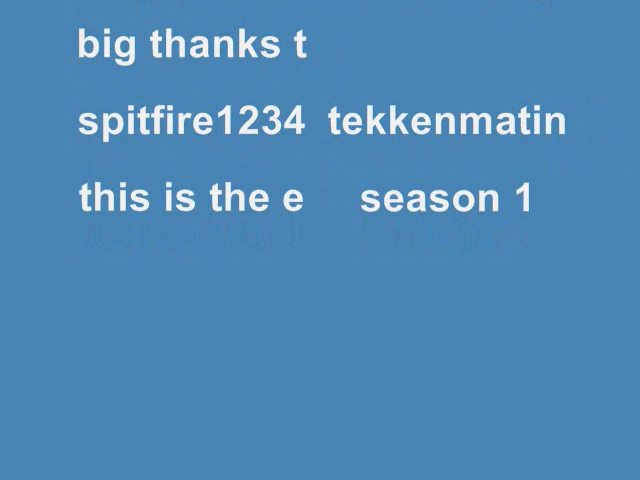 big thanks t
spitfire1234 tekkenmatin
this is the e season 1